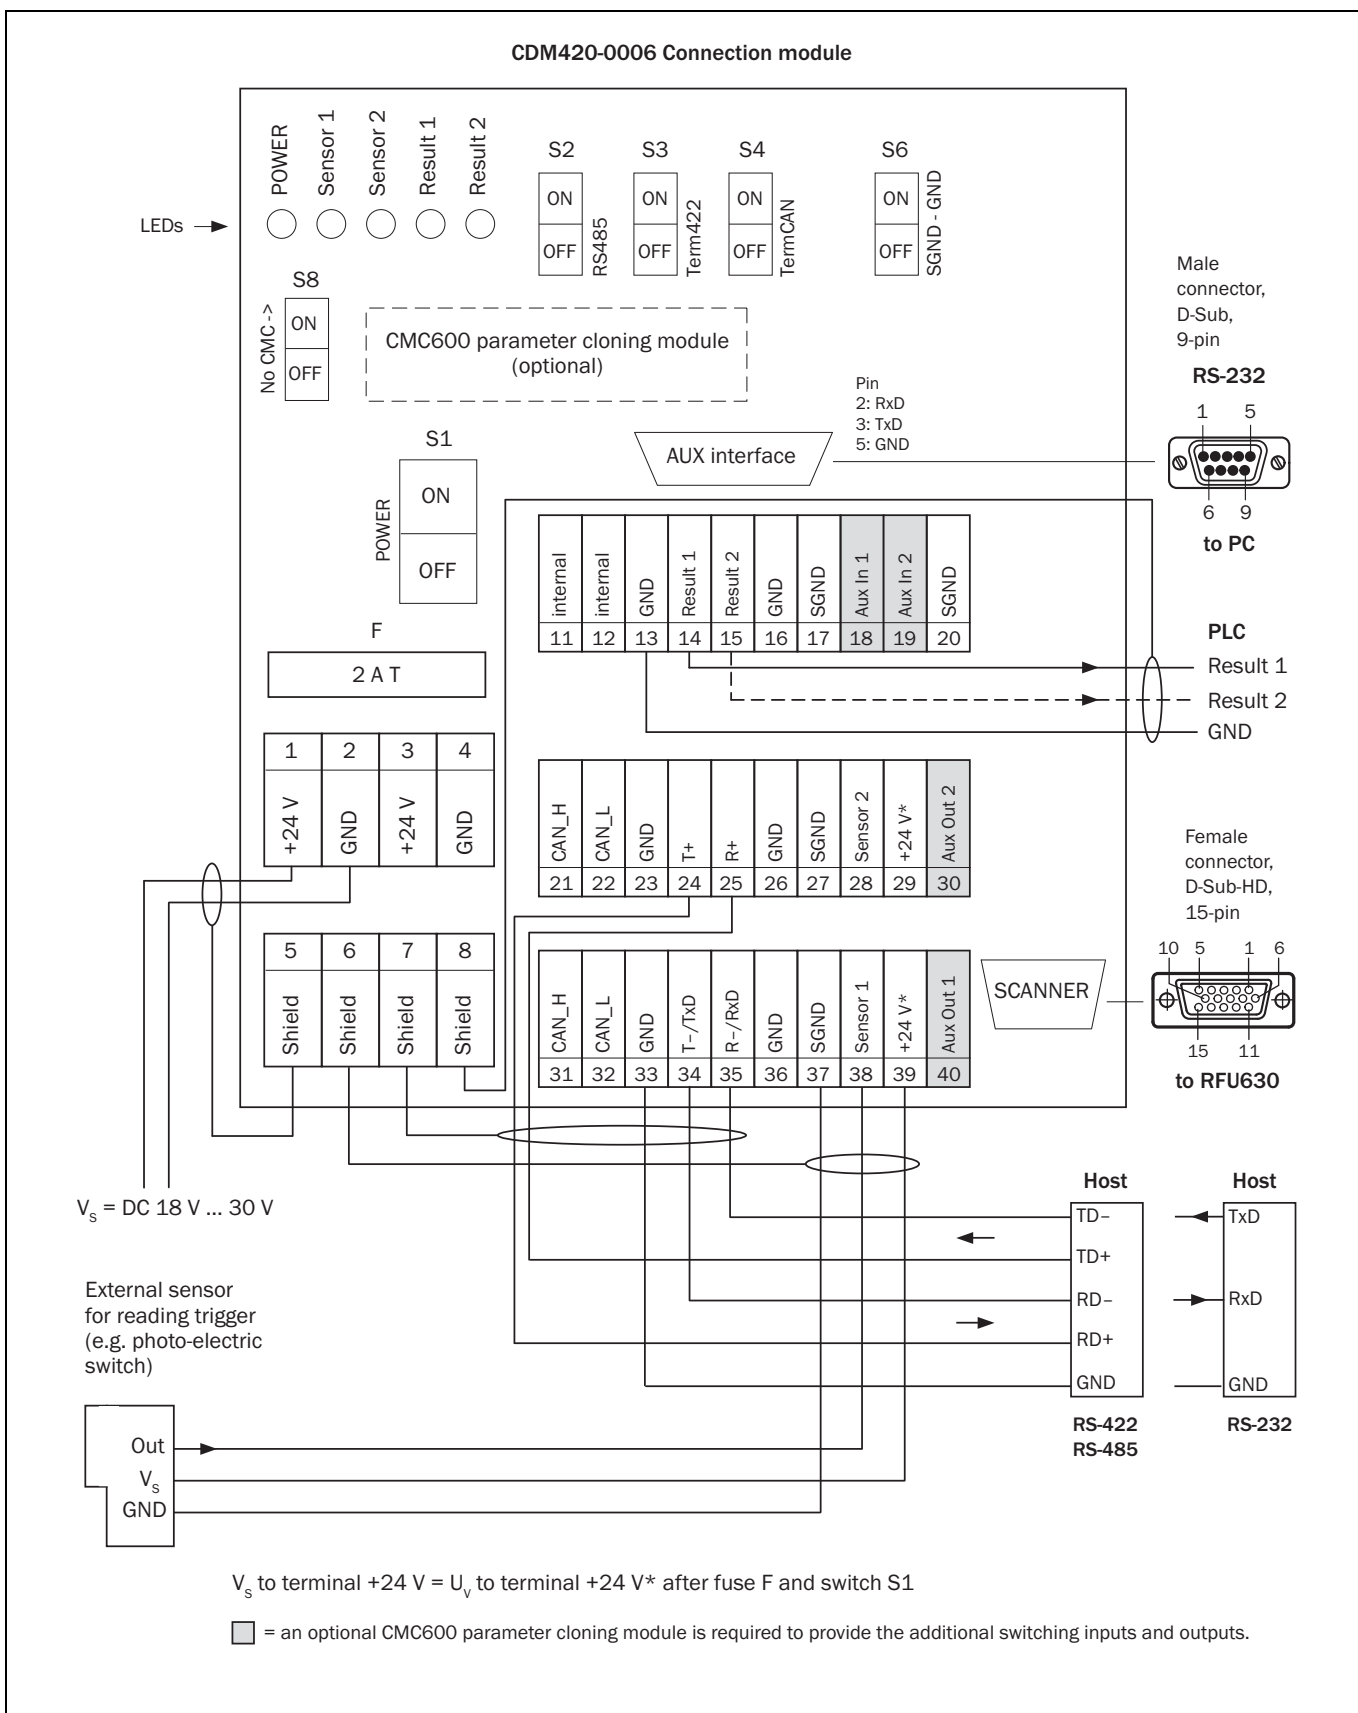 CDM420-0006 Connection module
POWER
Sensor 1
Sensor 2
Result 1
Result 2
LEDs
S2
ON
OFF
RS485
S3
ON
OFF
Term422
S4
ON
OFF
TermCAN
S6
ON
OFF
SGND - GND
S8
No CMC ->
ON
OFF
CMC600 parameter cloning module
(optional)
S1
POWER
ON
OFF
F
2 A T
Pin
2: RxD
3: TxD
5: GND
AUX interface
Male
connector,
D-Sub,
9-pin
RS-232
1 5
6 9
to PC
internal internal GND Result 1 Result 2 GND SGND Aux In 1 Aux In 2 SGND
11 12 13 14 15 16 17 18 19 20
PLC
Result 1
Result 2
GND
1 2 3 4
+24 V GND +24 V GND
CAN_H CAN_L GND T+ R+ GND SGND Sensor 2 +24 V* Aux Out 2
21 22 23 24 25 26 27 28 29 30
5 6 7 8
Shield Shield Shield Shield
CAN_H CAN_L GND T–/TxD R–/RxD GND SGND Sensor 1 +24 V* Aux Out 1
31 32 33 34 35 36 37 38 39 40
SCANNER
Female
connector,
D-Sub-HD,
15-pin
10 5 1 6
15 11
to RFU630
Vs = DC 18 V ... 30 V
Host
TD–
TD+
RD–
RD+
GND
RS-422
RS-485
Host
TxD
RxD
GND
RS-232
External sensor
for reading trigger
(e.g. photo-electric
switch)
Out
Vs
GND
Vs to terminal +24 V = Uv to terminal +24 V* after fuse F and switch S1
= an optional CMC600 parameter cloning module is required to provide the additional switching inputs and outputs.